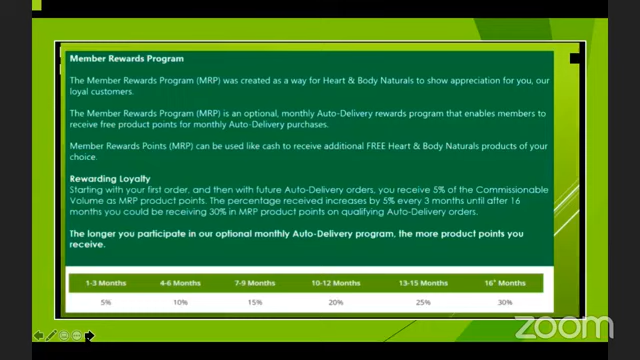 Member Rewards Program
The Member Rewards Program (MRP) was created as a way for Heart & Body Naturals to show appreciation for you, our
loyal customers.
The Member Rewards Program (MRP) is an optional, monthly Auto-Delivery rewards program that enables members to
receive free product points for monthly Auto-Delivery purchases.
Member Rewards Points (MRP) can be used like cash to receive additional FREE Heart & Body Naturals products of your
choice.
Rewarding Loyalty
Starting with your first order, and then with future Auto-Delivery orders, you receive 5% of the Commissionable
Volume as MRP product points. The percentage received increases by 5% every 3 months until after 16
months you could be receiving 30% in MRP product points on qualifying Auto-Delivery orders.
The longer you participate in our optional monthly Auto-Delivery program, the more product points you
receive.
1-3 Months 4-6 Months 7-9 Months 10-12 Months 13-15 Months 16+ Months
5% 10% 15% 20% 25% 30%
zoom